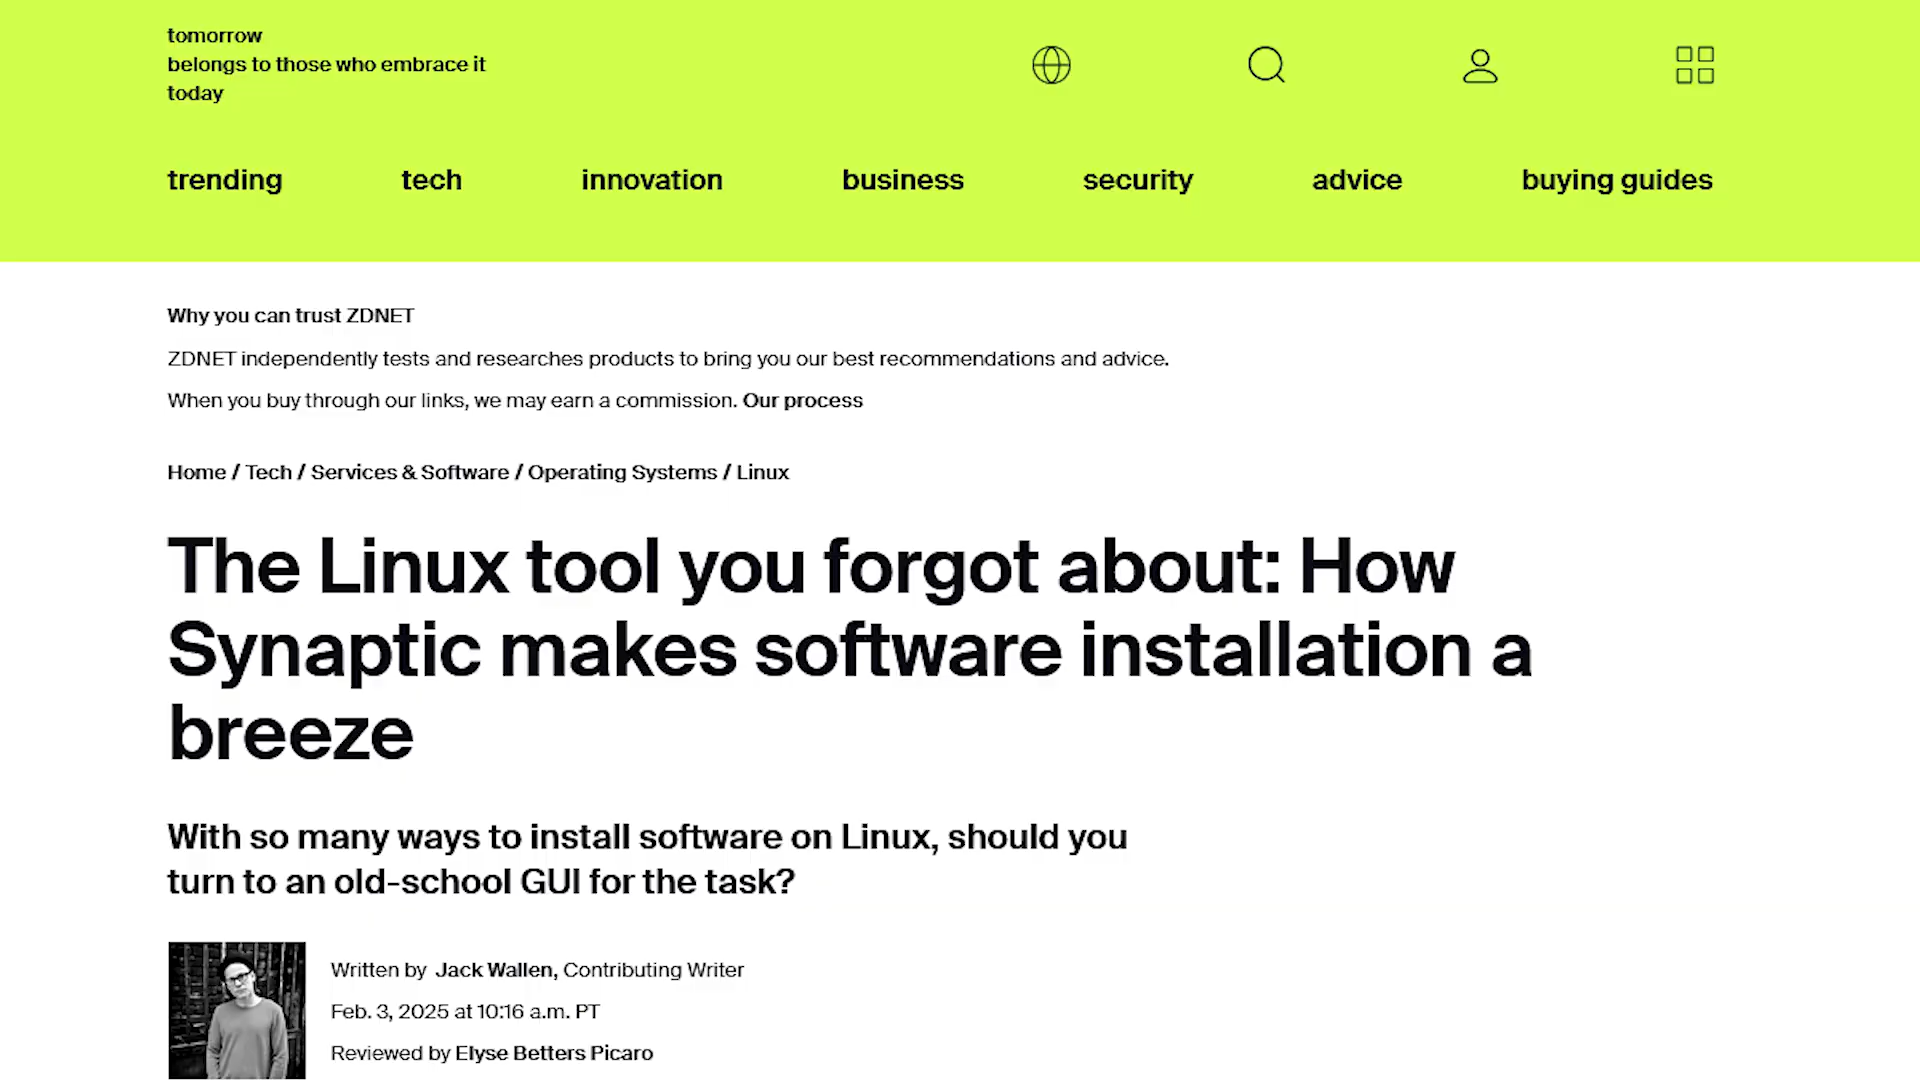 tomorrow
belongs to those who embrace it
today
trending tech innovation business security advice buying guides
Why you can trust ZDNET
ZDNET independently tests and researches products to bring you our best recommendations and advice.
When you buy through our links, we may earn a commission. Our process
Home / Tech / Services & Software / Operating Systems / Linux
The Linux tool you forgot about: How
Synaptic makes software installation a
breeze
With so many ways to install software on Linux, should you
turn to an old-school GUI for the task?
Written by Jack Wallen, Contributing Writer
Feb. 3, 2025 at 10:16 a.m. PT
Reviewed by Elyse Betters Picaro